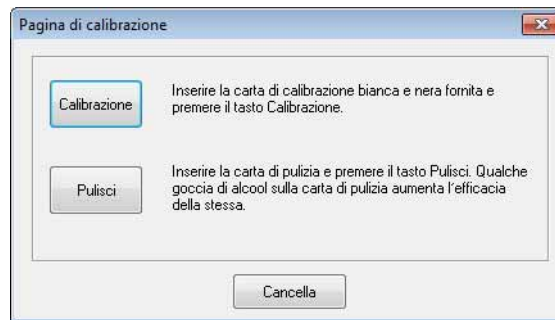 Pagina di calibrazione
Calibrazione
Inserire la carta di calibrazione bianca e nera fornita e
premere il tasto Calibrazione.
Pulisci
Inserire la carta di pulizia e premere il tasto Pulisci. Qualche
goccia di alcool sulla carta di pulizia aumenta l'efficacia
della stessa.
Cancella